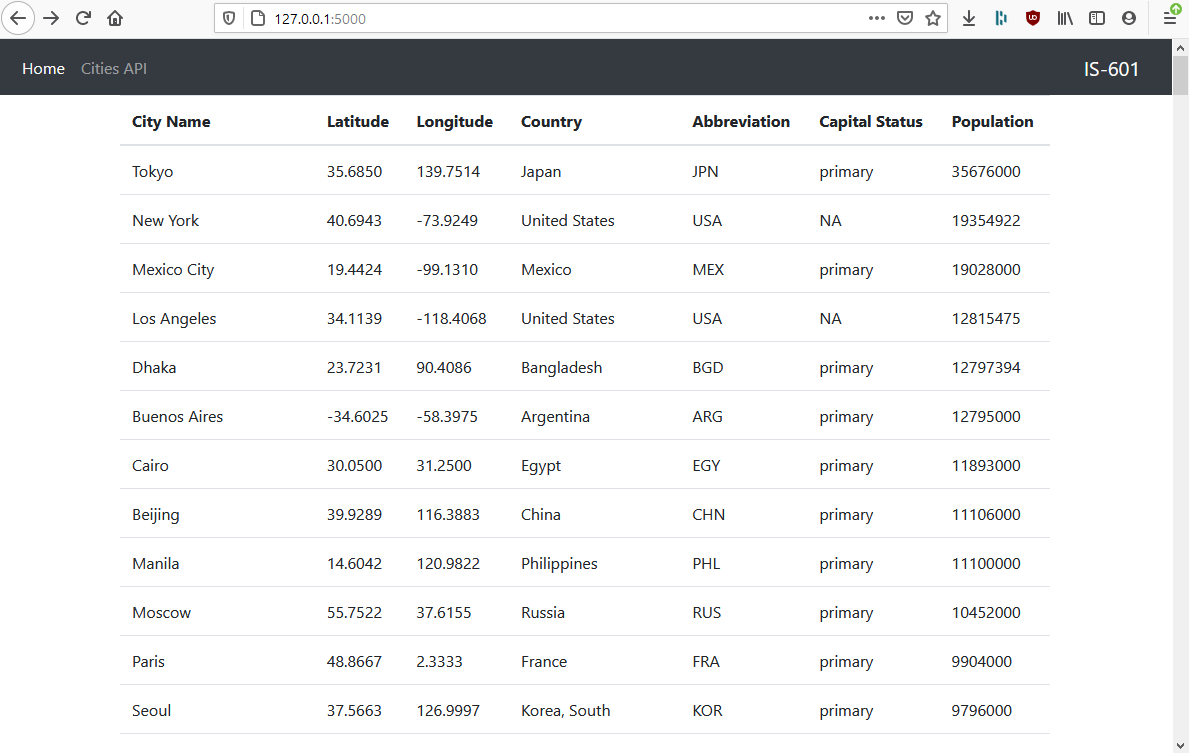 127.0.0.1:5000
Home Cities API IS-601
City Name Latitude Longitude Country Abbreviation Capital Status Population
Tokyo 35.6850 139.7514 Japan JPN primary 35676000
New York 40.6943 -73.9249 United States USA NA 19354922
Mexico City 19.4424 -99.1310 Mexico MEX primary 19028000
Los Angeles 34.1139 -118.4068 United States USA NA 12815475
Dhaka 23.7231 90.4086 Bangladesh BGD primary 12797394
Buenos Aires -34.6025 -58.3975 Argentina ARG primary 12795000
Cairo 30.0500 31.2500 Egypt EGY primary 11893000
Beijing 39.9289 116.3883 China CHN primary 11106000
Manila 14.6042 120.9822 Philippines PHL primary 11100000
Moscow 55.7522 37.6155 Russia RUS primary 10452000
Paris 48.8667 2.3333 France FRA primary 9904000
Seoul 37.5663 126.9997 Korea, South KOR primary 9796000